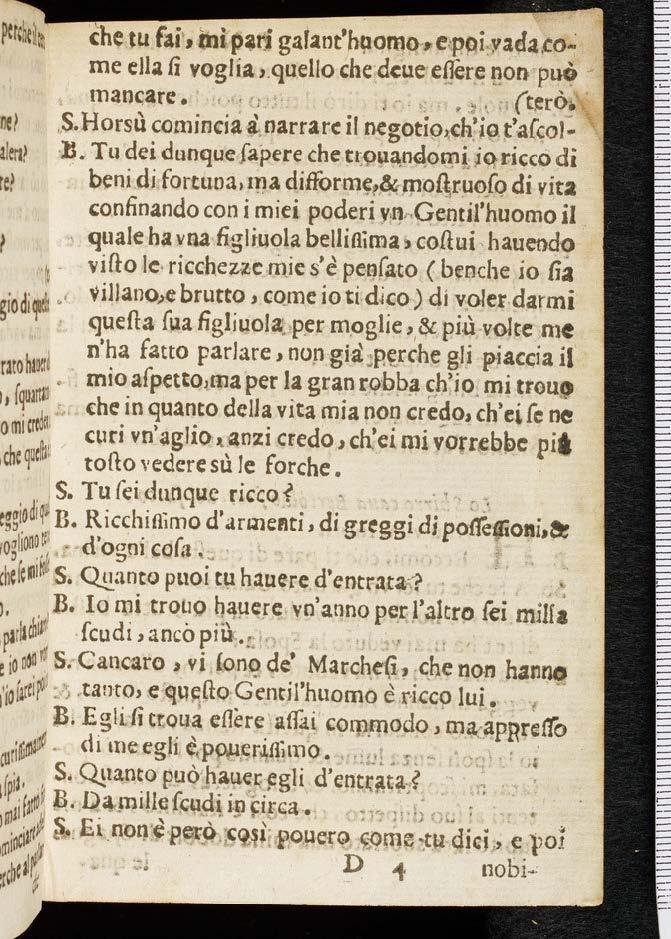 che tu fai, mi pari galant'huomo, e poi vada co-
me ella ſi voglia, quello che deue eſſere non può
mancare. (terò.
S. Horsù comincia à narrare il negotio, ch'io t'aſcol-
B. Tu dei dunque ſapere che trouandomi io ricco di
beni di fortuna, ma difforme, & moſtruoſo di vita
confinando con i miei poderi vn Gentil'huomo il
quale ha vna figliuola belliſſima, coſtui hauendo
viſto le ricchezze mie s'è penſato (benche io ſia
villano, e brutto, come io ti dico) di voler darmi
queſta ſua figliuola per moglie, & più volte me
n'ha fatto parlare, non già perche gli piaccia il
mio aſpetto, ma per la gran robba ch'io mi trouo
che in quanto della vita mia non credo, ch'ei ſe ne
curi vn'aglio, anzi credo, ch'ei mi vorrebbe più
toſto vedere sù le forche.
S. Tu ſei dunque ricco?
B. Ricchiſſimo d'armenti, di greggi di poſſeſſioni, &
d'ogni coſa.
S. Quanto puoi tu hauere d'entrata?
B. Io mi trouo hauere vn'anno per l'altro ſei milla
ſcudi, ancò più.
S. Cancaro, vi ſono de' Marcheſi, che non hanno
tanto, e queſto Gentil'huomo è ricco lui.
B. Egli ſi troua eſſere aſſai commodo, ma appreſſo
di me egli è poueriſſimo.
S. Quanto può hauer egli d'entrata?
B. Da mille ſcudi in circa.
S. Ei non è però così pouero come tu dici, e poi
D 4 nobi-